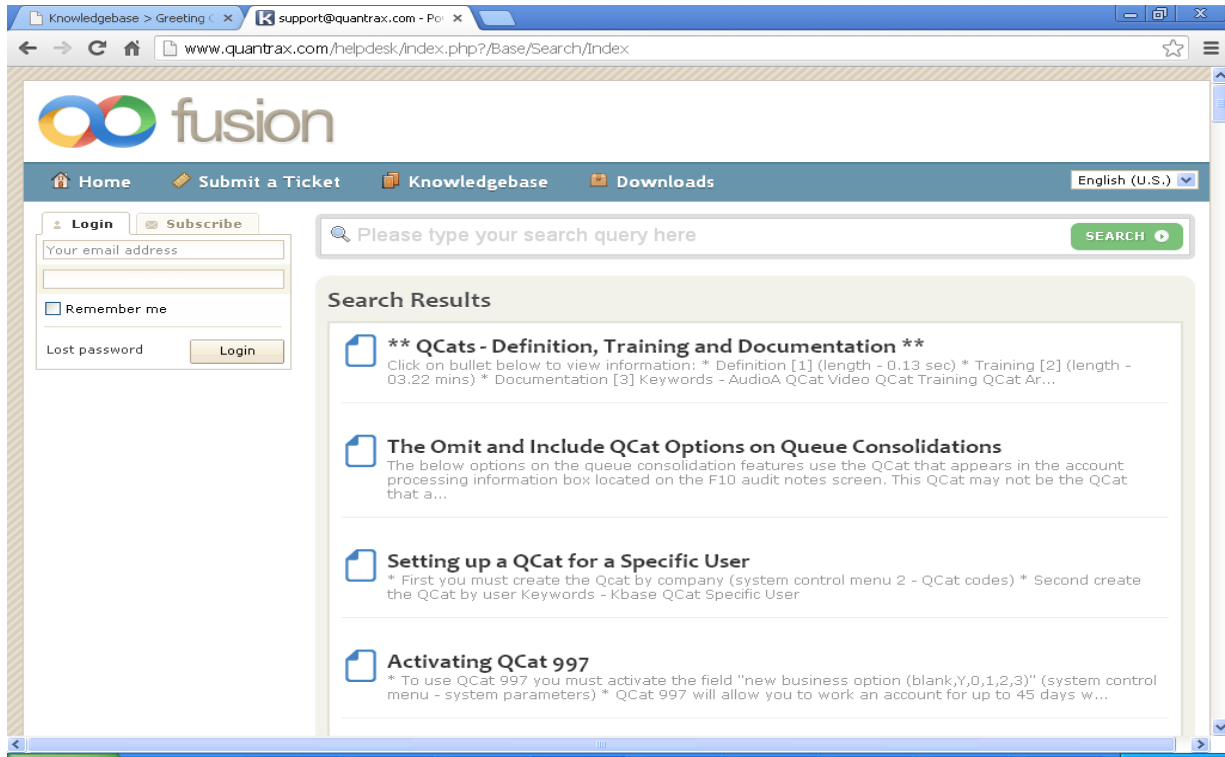 Knowledgebase > Greeting
support@quantrax.com - Po
www.quantrax.com/helpdesk/index.php?/Base/Search/Index
fusion
Home Submit a Ticket Knowledgebase Downloads
English (U.S.)
Login Subscribe
Your email address
Remember me
Lost password Login
Please type your search query here
SEARCH
Search Results
** QCats - Definition, Training and Documentation **
Click on bullet below to view information: * Definition [1] (length - 0.13 sec) * Training [2] (length -
03.22 mins) * Documentation [3] Keywords - AudioA QCat Video QCat Training QCat Ar...
The Omit and Include QCat Options on Queue Consolidations
The below options on the queue consolidation features use the QCat that appears in the account
processing information box located on the F10 audit notes screen. This QCat may not be the QCat
that a...
Setting up a QCat for a Specific User
* First you must create the Qcat by company (system control menu 2 - QCat codes) * Second create
the QCat by user Keywords - Kbase QCat Specific User
Activating QCat 997
* To use QCat 997 you must activate the field "new business option (blank,Y,0,1,2,3)" (system control
menu - system parameters) * QCat 997 will allow you to work an account for up to 45 days w...